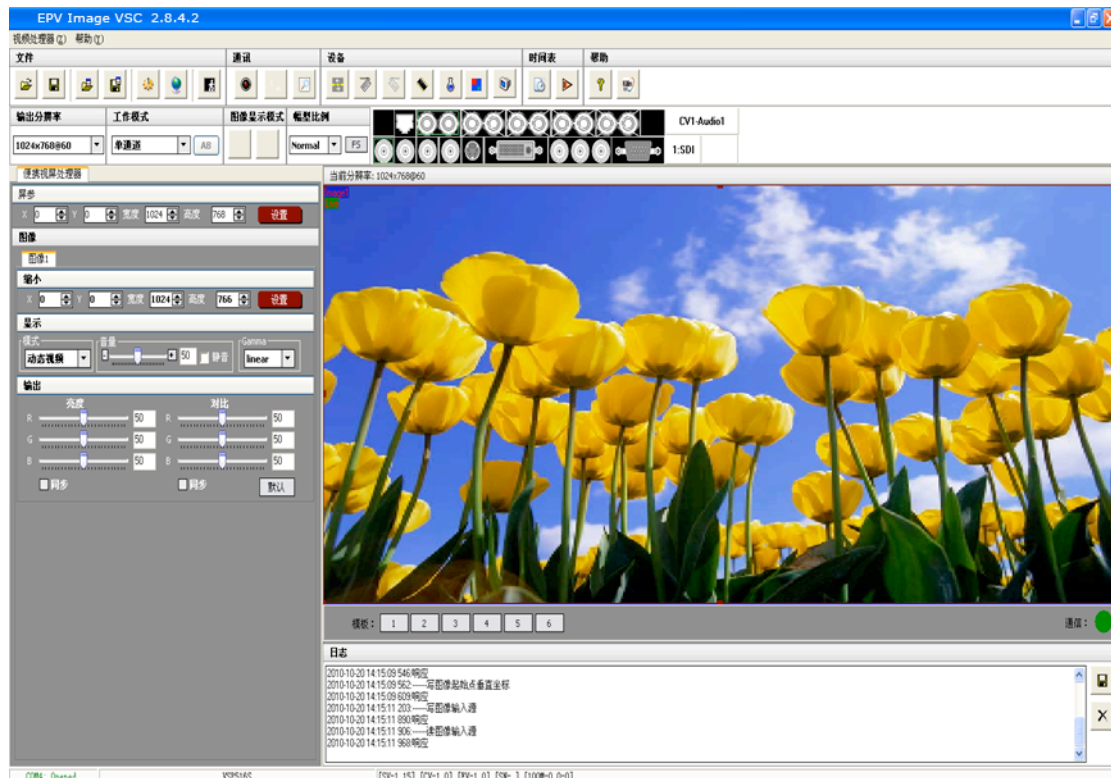 EPV Image VSC 2.8.4.2
视频处理器(Z) 帮助(Y)
文件 通讯 设备 时间表 帮助
输出分辨率 工作模式 图像显示模式 幅型比例
CV1-Audio1
1024x768@60 单通道 AB Normal FS
1:SDI
便携视屏处理器
当前分辨率: 1024x768@60
屏参
X 0 Y 0 宽度 1024 高度 768 设置
图像
图像1
缩小
X 0 Y 0 宽度 1024 高度 766 设置
显示
模式 音量 Gamma
动态视频 50 静音 linear
输出
亮度 对比
R 50 R 50
G 50 G 50
B 50 B 50
同步 同步 默认
模板: 1 2 3 4 5 6
通信:
日志
2010-10-20 14:15:09 546:响应
2010-10-20 14:15:09 562:-----写图像起始点垂直坐标
2010-10-20 14:15:09 609:响应
2010-10-20 14:15:11 203:-----写图像输入源
2010-10-20 14:15:11 890:响应
2010-10-20 14:15:11 906:-----读图像输入源
2010-10-20 14:15:11 968:响应
COM4: Opened VSP516S [SV-1.15] [CV-1.0]